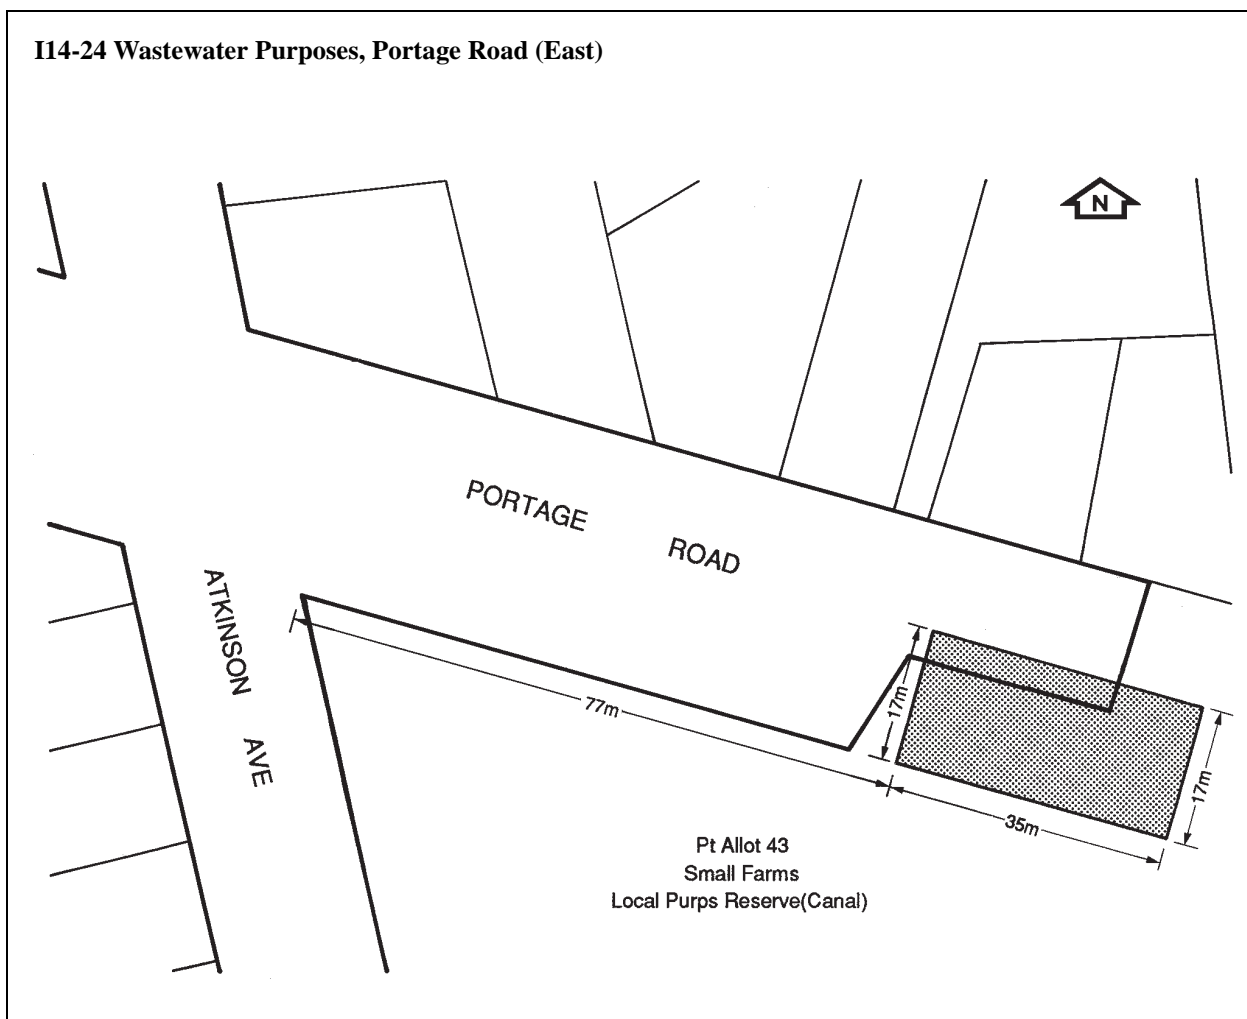 I14-24 Wastewater Purposes, Portage Road (East)
N
PORTAGE ROAD
ATKINSON AVE
77m
17m
17m
35m
Pt Allot 43
Small Farms
Local Purps Reserve(Canal)